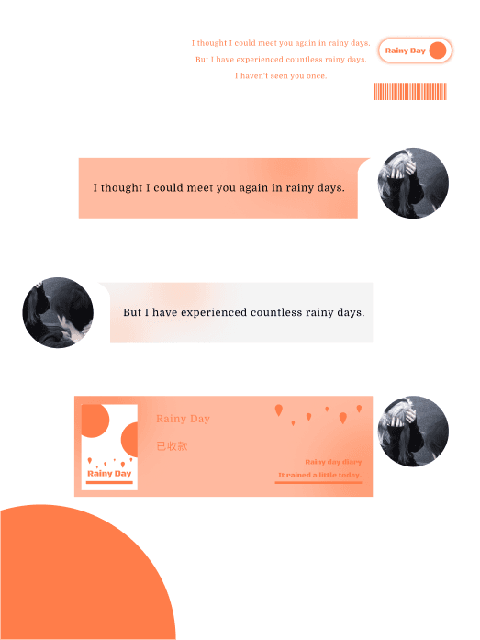 I thought I could meet you again in rainy days.
But I have experienced countless rainy days.
I haven't seen you once.
Rainy Day
I thought I could meet you again in rainy days.
But I have experienced countless rainy days.
Rainy Day
已收款
Rainy Day
Rainy day diary
It rained a little today.